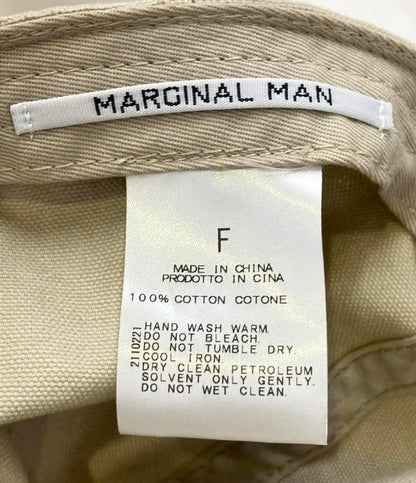 MARGINAL MAN
F
MADE IN CHINA
PRODOTTO IN CINA
100% COTTON COTONE
2110221
HAND WASH WARM.
DO NOT BLEACH.
DO NOT TUMBLE DRY.
COOL IRON.
DRY CLEAN PETROLEUM
SOLVENT ONLY GENTLY.
DO NOT WET CLEAN.